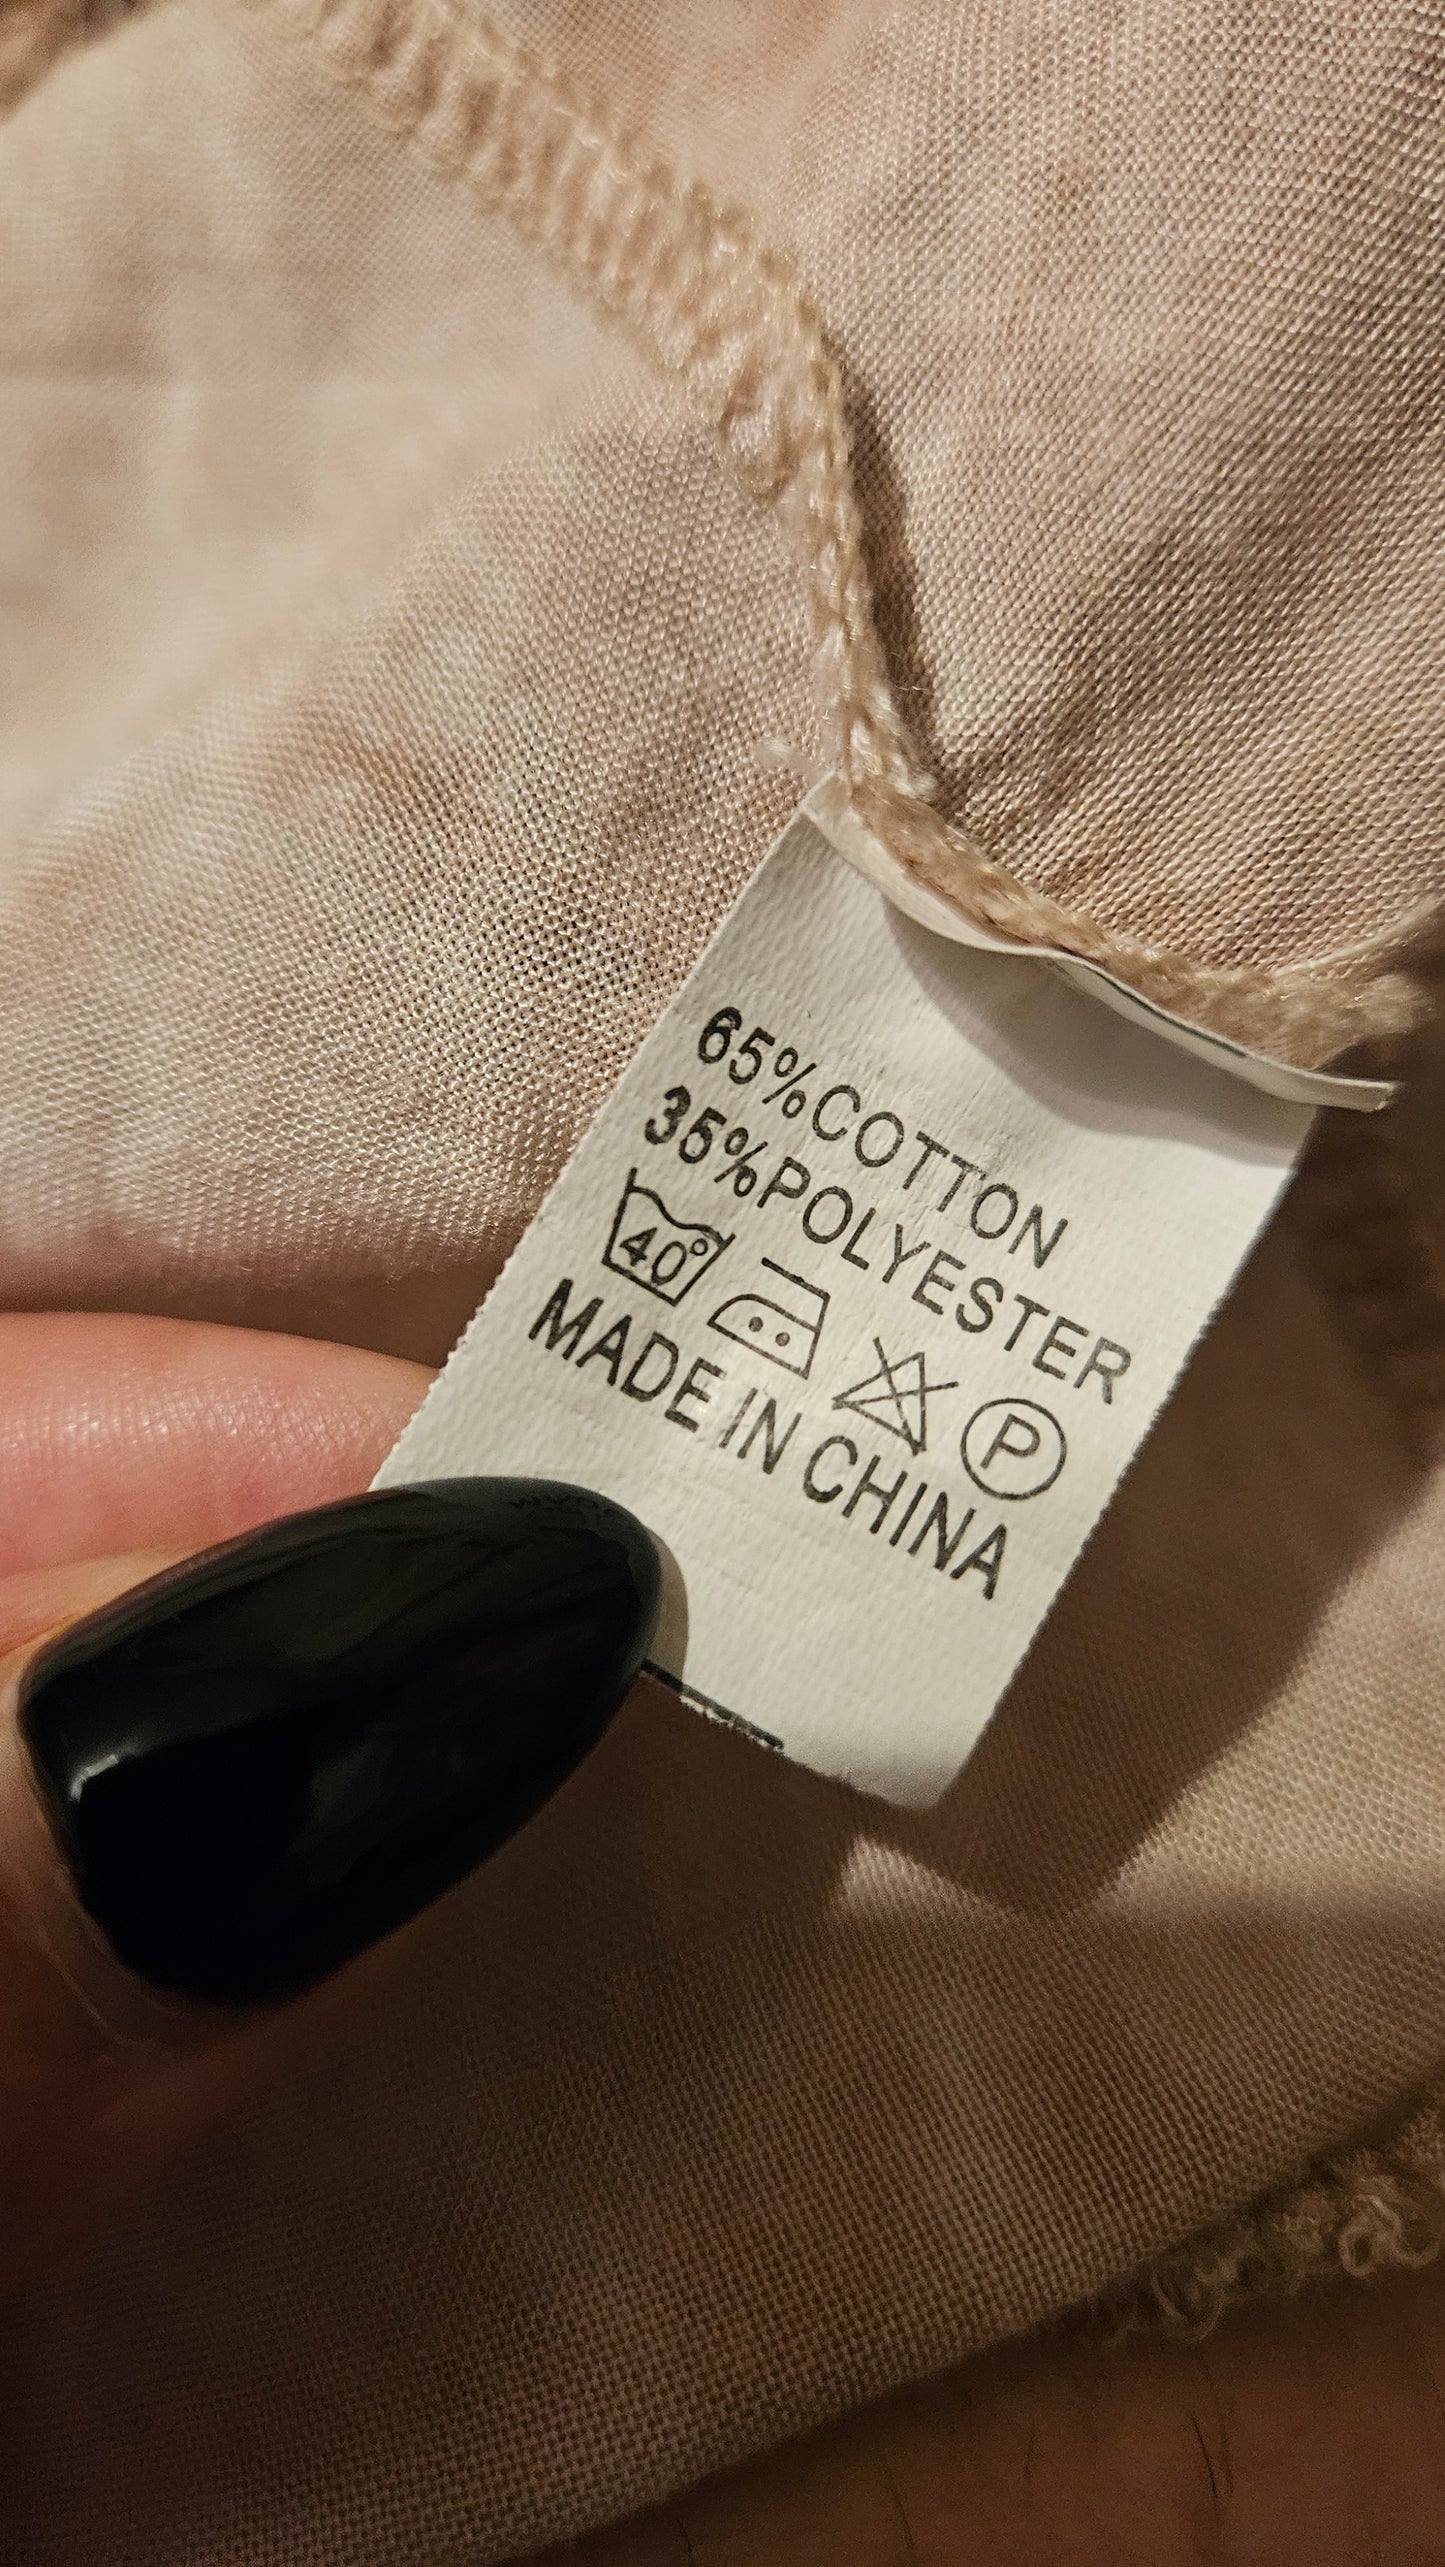 65%COTTON
35%POLYESTER
40°
P
MADE IN CHINA